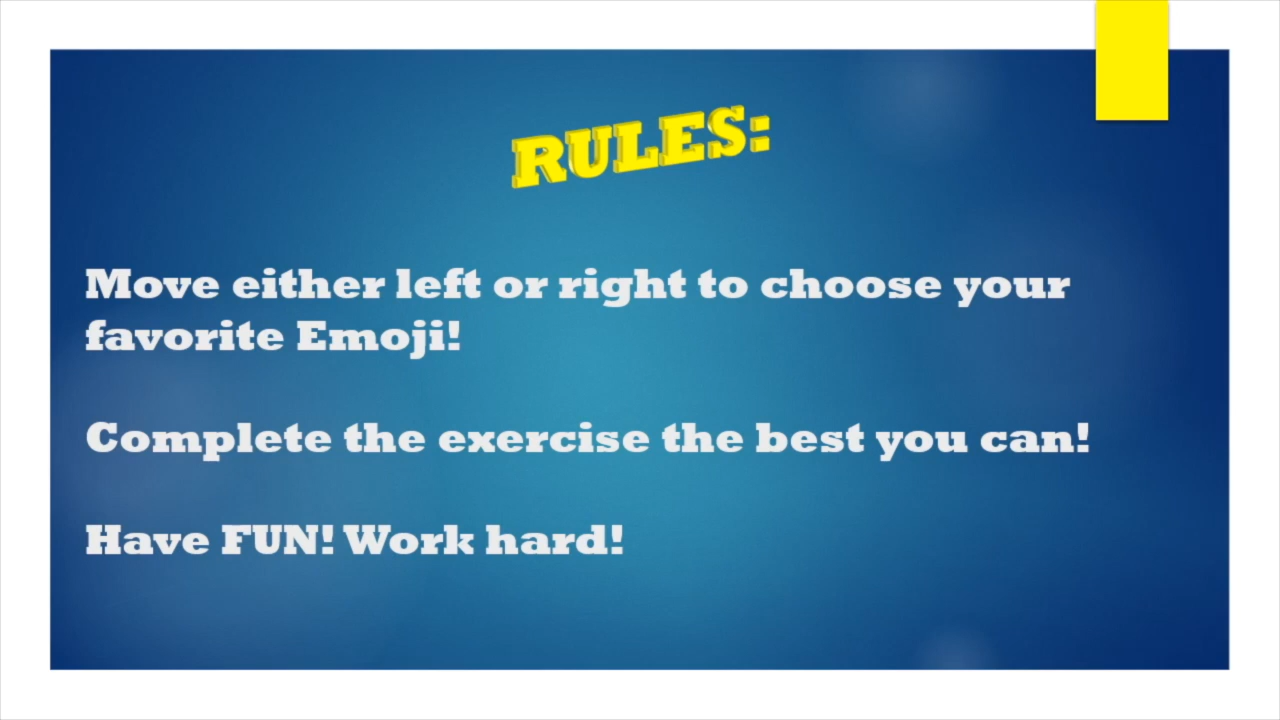 RULES:
Move either left or right to choose your
favorite Emoji!
Complete the exercise the best you can!
Have FUN! Work hard!